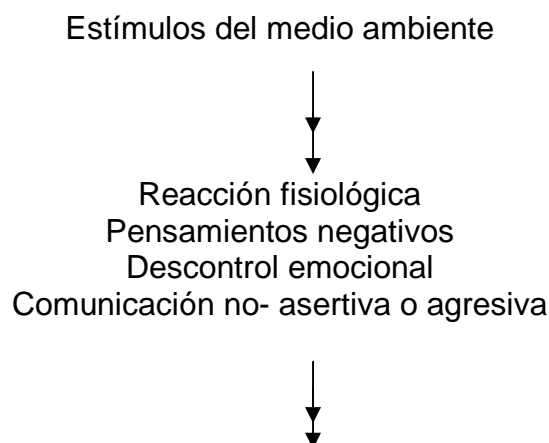 Estímulos del medio ambiente
Reacción fisiológica
Pensamientos negativos
Descontrol emocional
Comunicación no- asertiva o agresiva